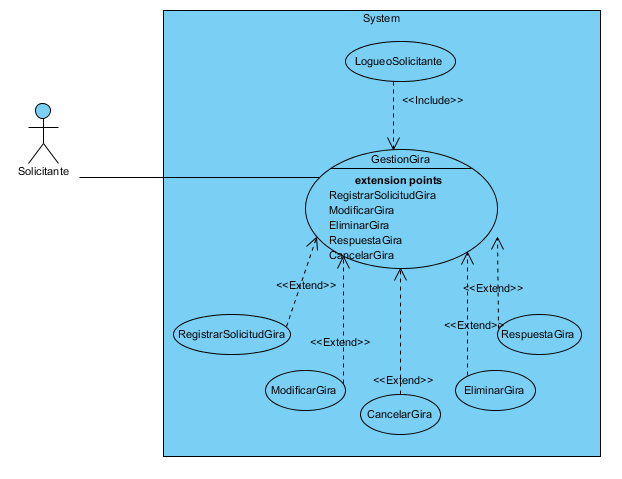 System
LogueoSolicitante
<<Include>>
Solicitante
GestionGira
extension points
RegistrarSolicitudGira
ModificarGira
EliminarGira
RespuestaGira
CancelarGira
<<Extend>>
<<Extend>>
<<Extend>>
<<Extend>>
<<Extend>>
RegistrarSolicitudGira
RespuestaGira
ModificarGira
EliminarGira
CancelarGira